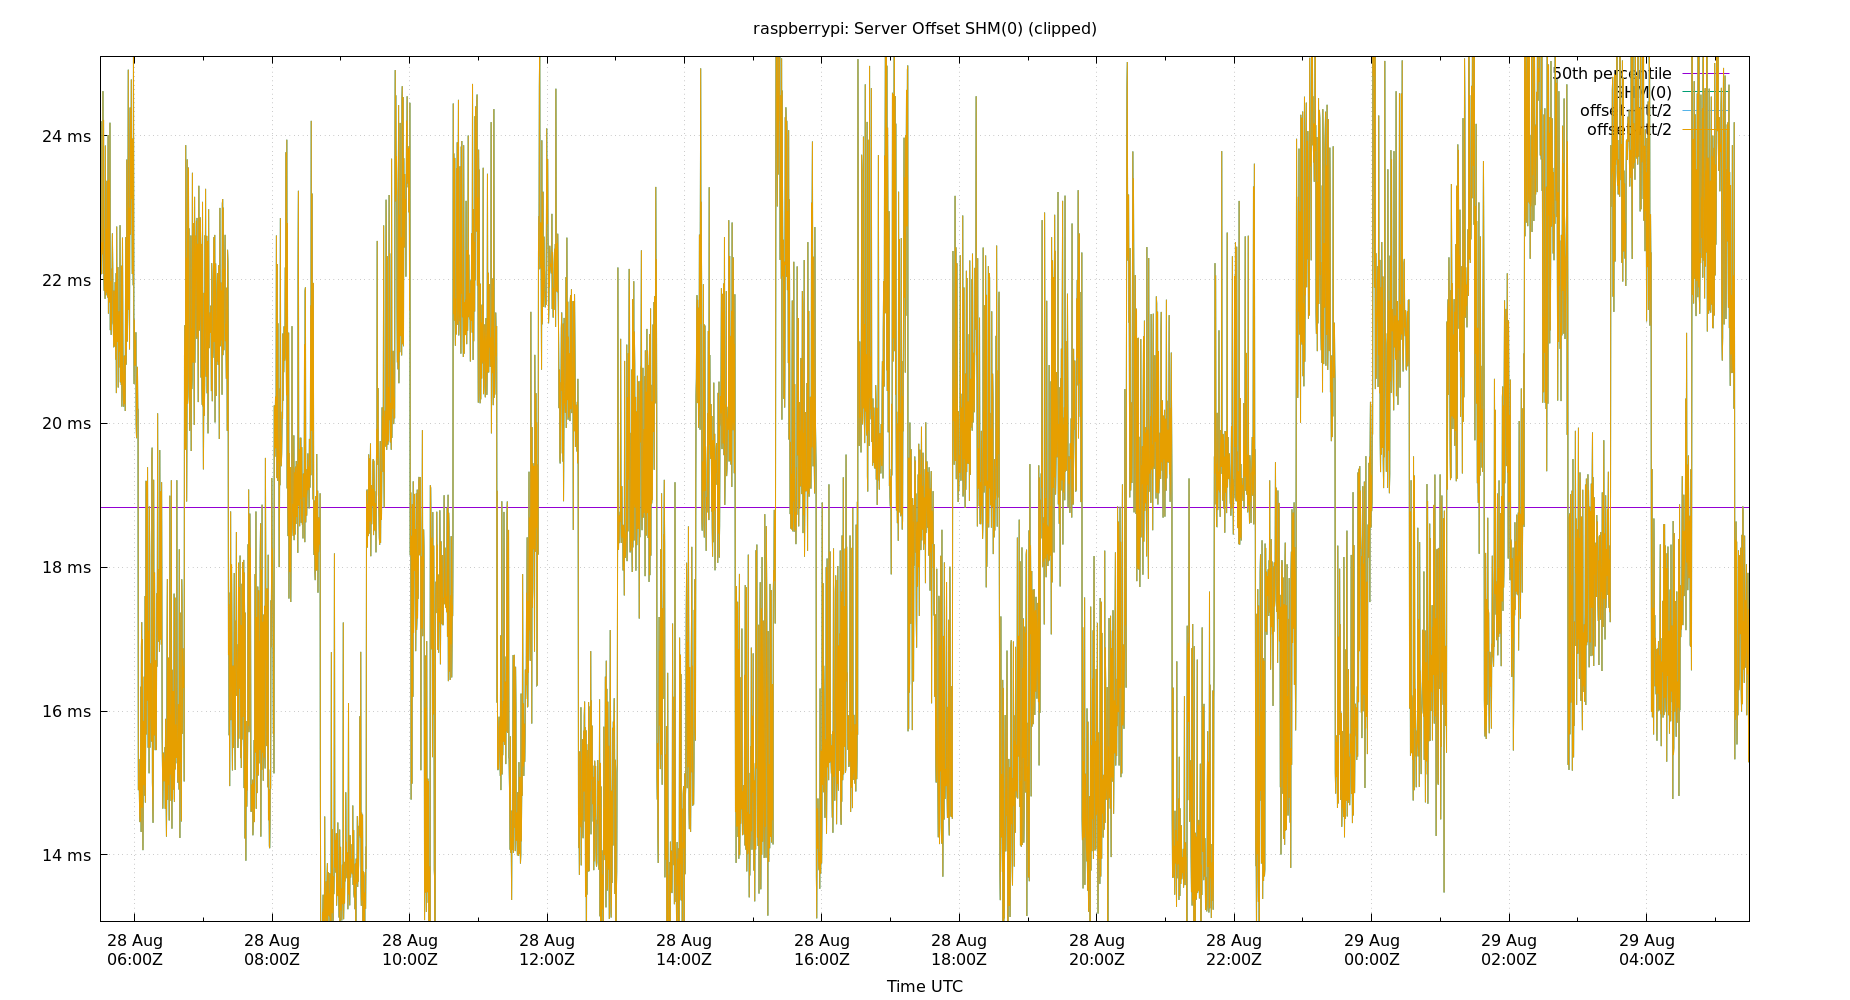 raspberrypi: Server Offset SHM(0) (clipped)
50th percentile
SHM(0)
offset-rtt/2
offset+rtt/2
24 ms
22 ms
20 ms
18 ms
16 ms
14 ms
28 Aug 28 Aug 28 Aug 28 Aug 28 Aug 28 Aug 28 Aug 28 Aug 28 Aug 29 Aug 29 Aug 29 Aug
06:00Z 08:00Z 10:00Z 12:00Z 14:00Z 16:00Z 18:00Z 20:00Z 22:00Z 00:00Z 02:00Z 04:00Z
Time UTC